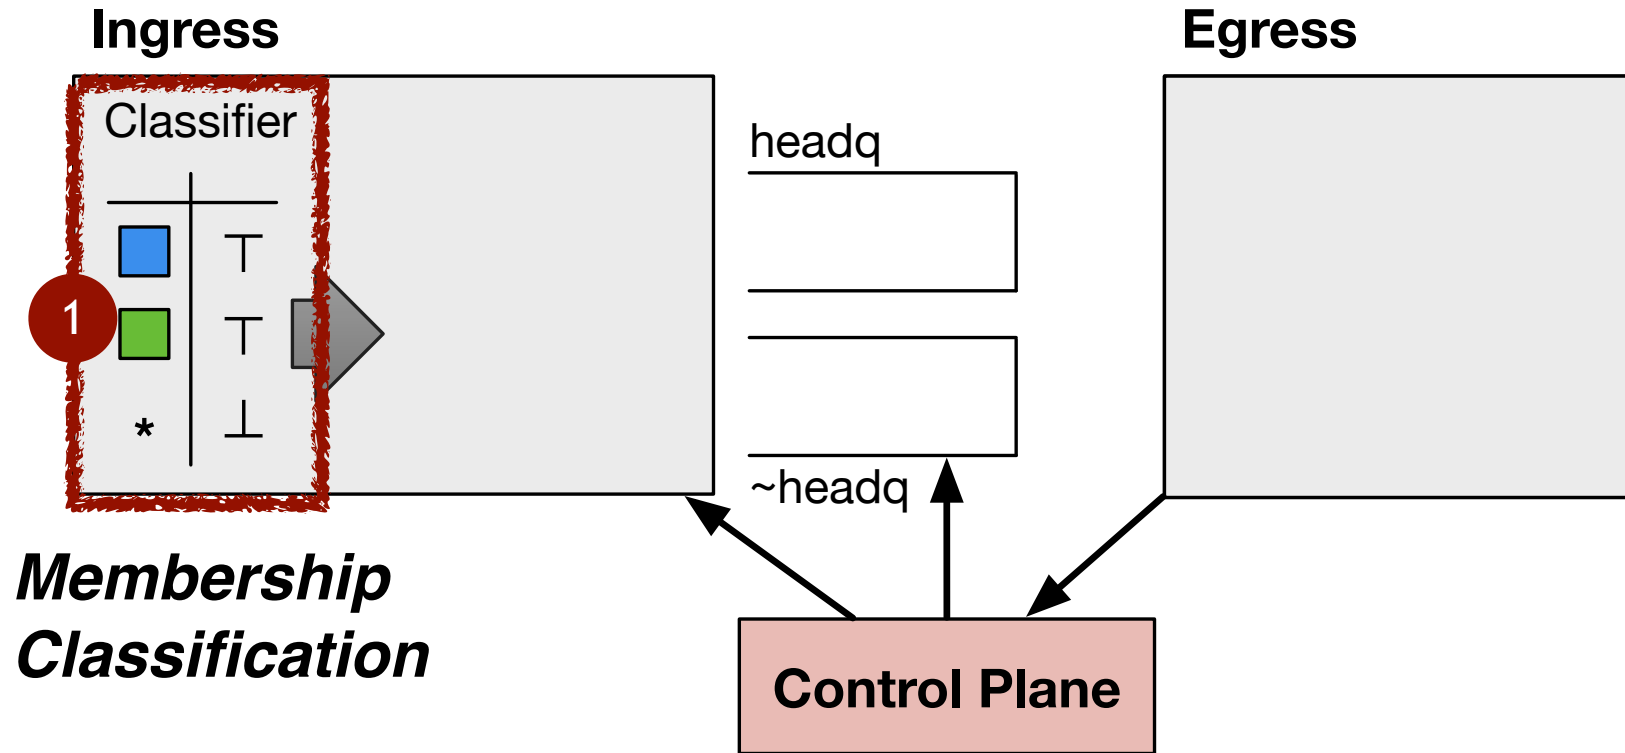 Ingress
Egress
Classifier
headq
⊤
1
⊤
* ⊥
~headq
Membership
Classification
Control Plane